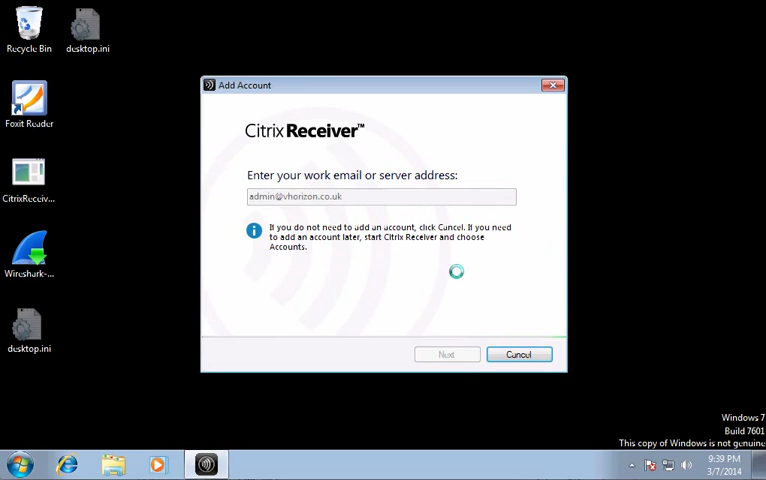 Recycle Bin
desktop.ini
Foxit Reader
CitrixReceiv...
Wireshark-...
desktop.ini
Add Account
Citrix Receiver™
Enter your work email or server address:
admin@vhorizon.co.uk
If you do not need to add an account, click Cancel. If you need
to add an account later, start Citrix Receiver and choose
Accounts.
Next
Cancel
Windows 7
Build 7601
This copy of Windows is not genuine
9:39 PM
3/7/2014